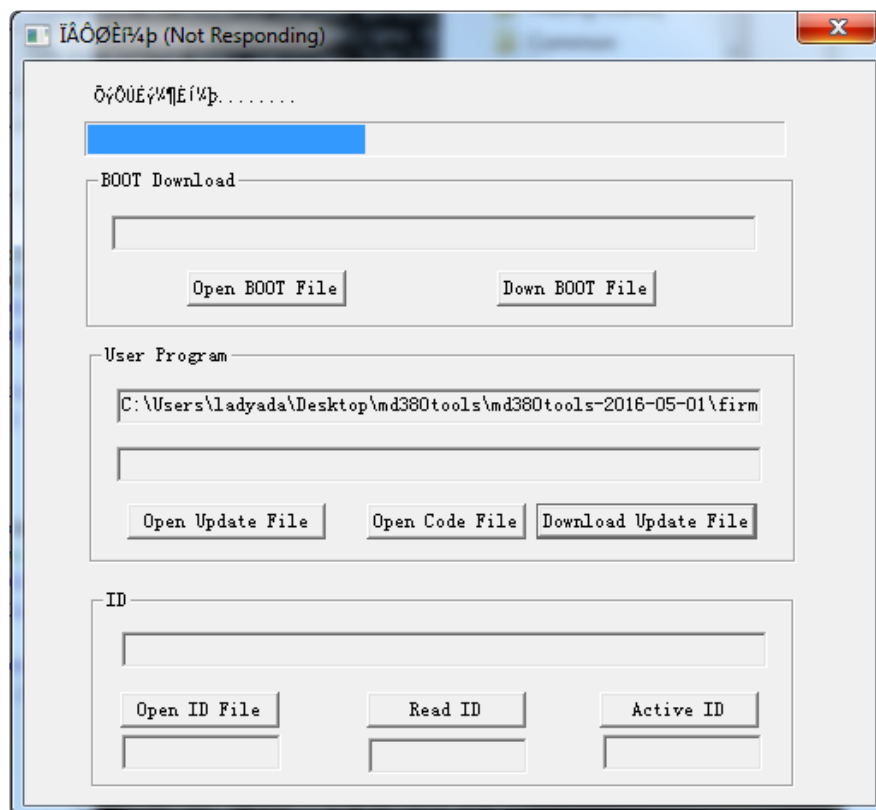 ÏÂÔØÈí¼þ (Not Responding)
Common
ÕýÔÚÉý¼¶Èí¼þ........
BOOT Download
Open BOOT File
Down BOOT File
User Program
C:\Users\ladyada\Desktop\md380tools\md380tools-2016-05-01\firm
Open Update File
Open Code File
Download Update File
ID
Open ID File
Read ID
Active ID